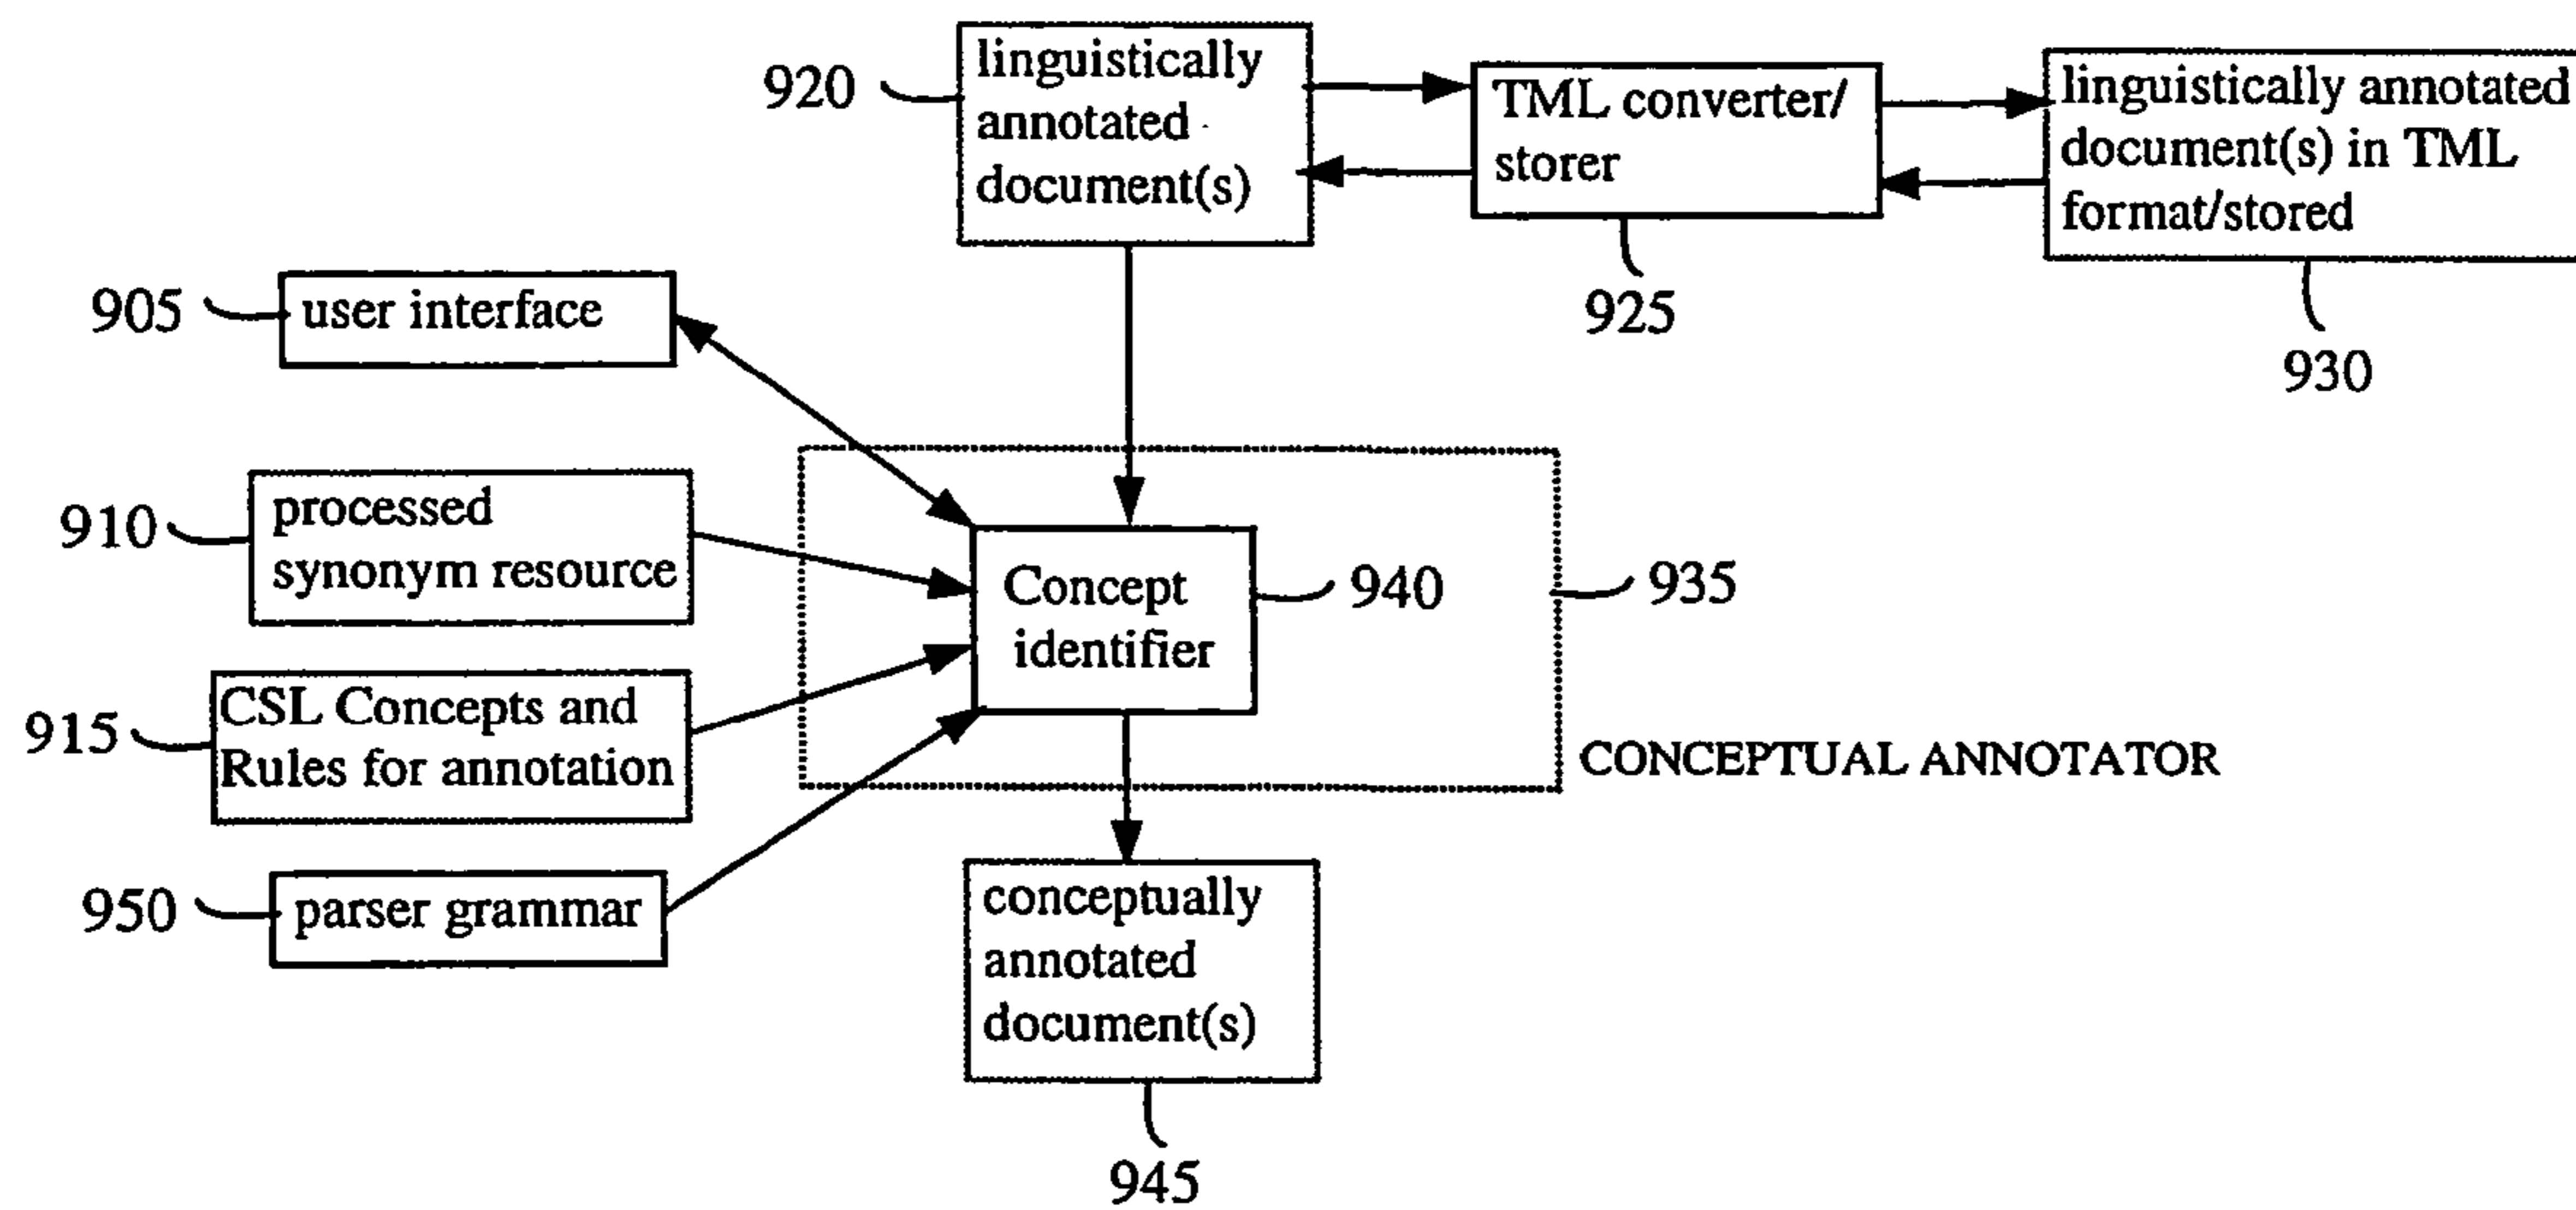 920
linguistically
annotated
document(s)
TML converter/
storer
925
linguistically annotated
document(s) in TML
format/stored
930
905
user interface
910
processed
synonym resource
915
CSL Concepts and
Rules for annotation
950
parser grammar
Concept
identifier
940
935
CONCEPTUAL ANNOTATOR
conceptually
annotated
document(s)
945